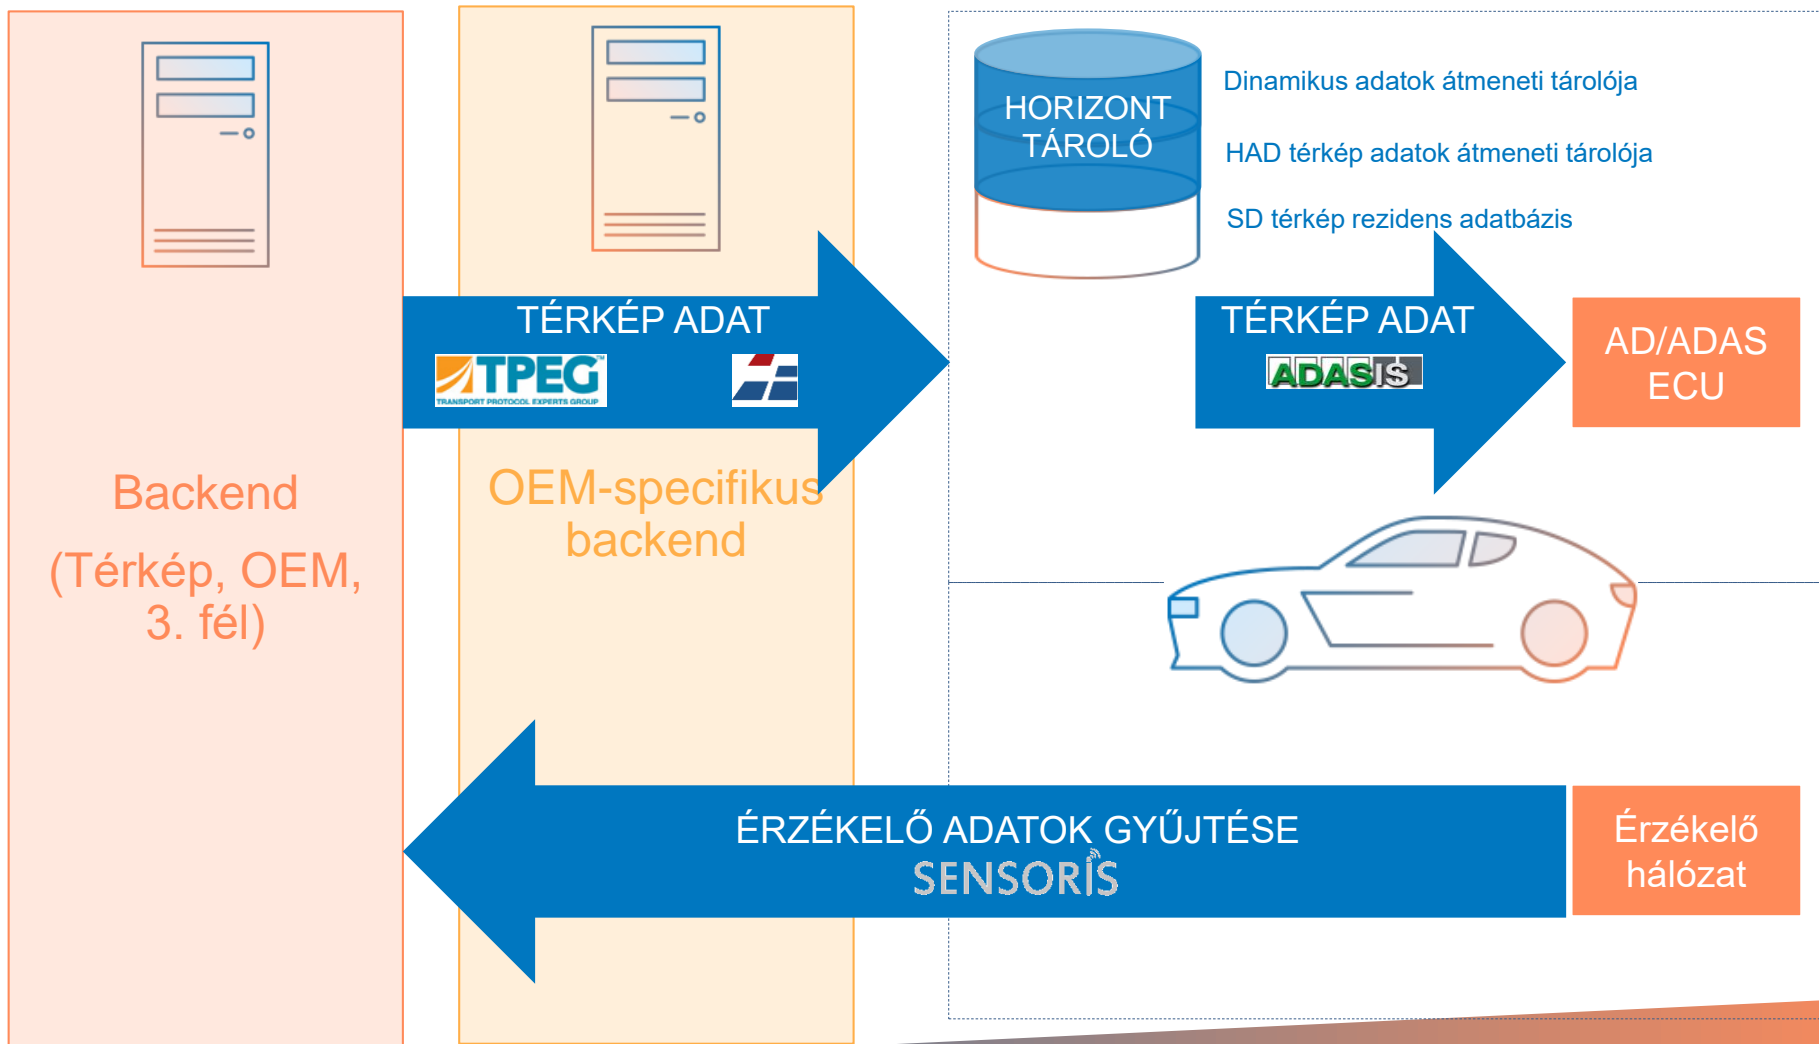 HORIZONT
TÁROLÓ
Dinamikus adatok átmeneti tárolója
HAD térkép adatok átmeneti tárolója
SD térkép rezidens adatbázis
TÉRKÉP ADAT
TPEG™
TRANSPORT PROTOCOL EXPERTS GROUP
TÉRKÉP ADAT
ADASIS
AD/ADAS
ECU
Backend
(Térkép, OEM,
3. fél)
OEM-specifikus
backend
ÉRZÉKELŐ ADATOK GYŰJTÉSE
SENSORIS
Érzékelő
hálózat